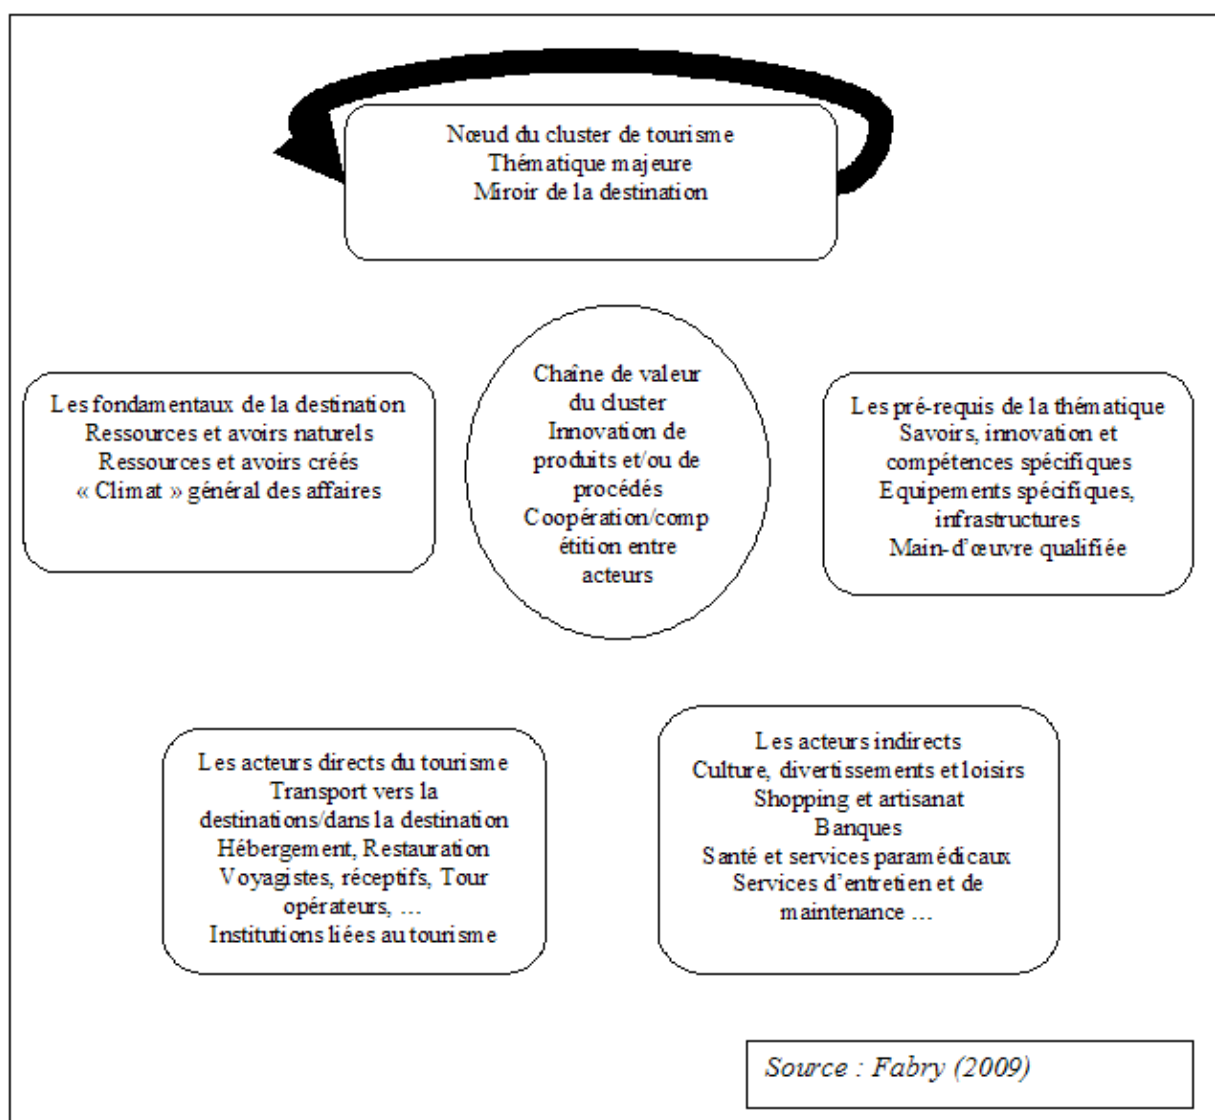 Nœud du cluster de tourisme
Thématique majeure
Miroir de la destination
Les fondamentaux de la destination
Ressources et avoirs naturels
Ressources et avoirs créés
« Climat » général des affaires
Chaîne de valeur
du cluster
Innovation de
produits et/ou de
procédés
Coopération/comp
étition entre
acteurs
Les pré-requis de la thématique
Savoirs, innovation et
compétences spécifiques
Equipements spécifiques,
infrastructures
Main-d’œuvre qualifiée
Les acteurs directs du tourisme
Transport vers la
destinations/dans la destination
Hébergement, Restauration
Voyagistes, réceptifs, Tour
opérateurs, …
Institutions liées au tourisme
Les acteurs indirects
Culture, divertissements et loisirs
Shopping et artisanat
Banques
Santé et services paramédicaux
Services d’entretien et de
maintenance …
Source : Fabry (2009)